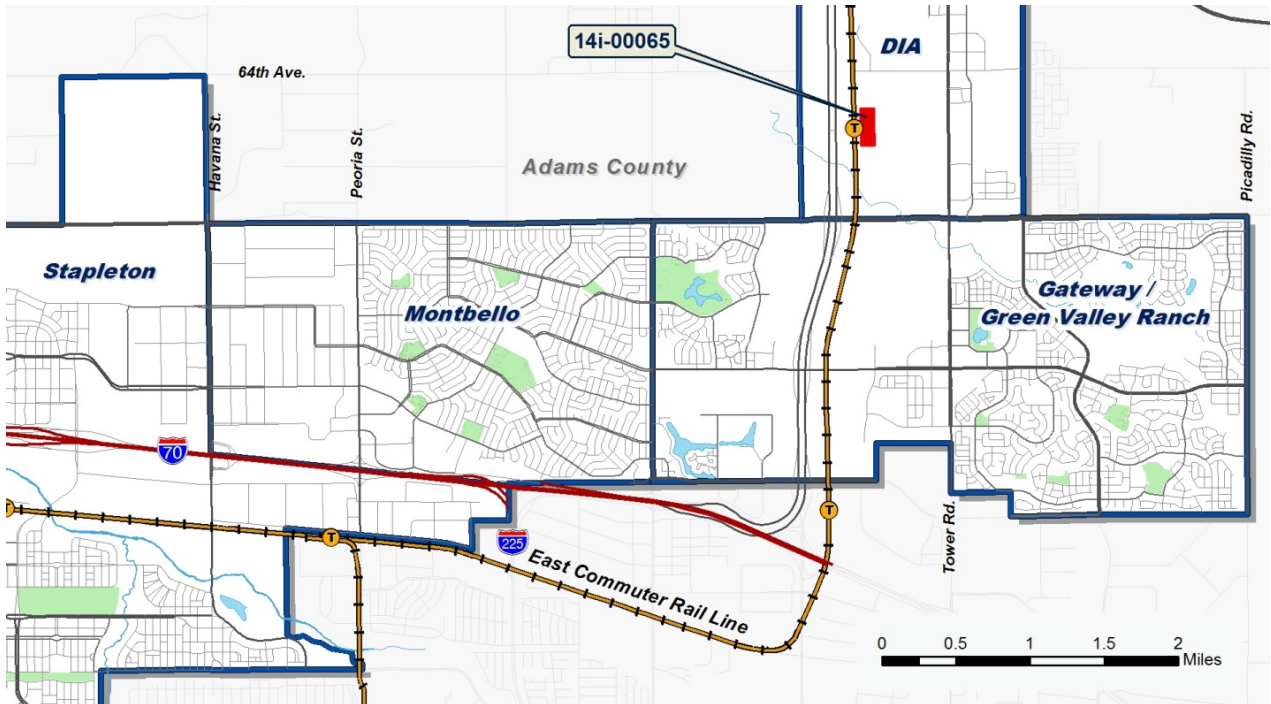 14i-00065
DIA
64th Ave.
Havana St.
Peoria St.
Adams County
T
Picadilly Rd.
Stapleton
Montbello
Gateway /
Green Valley Ranch
70
T
T
T
225
East Commuter Rail Line
Tower Rd.
0 0.5 1 1.5 2
Miles